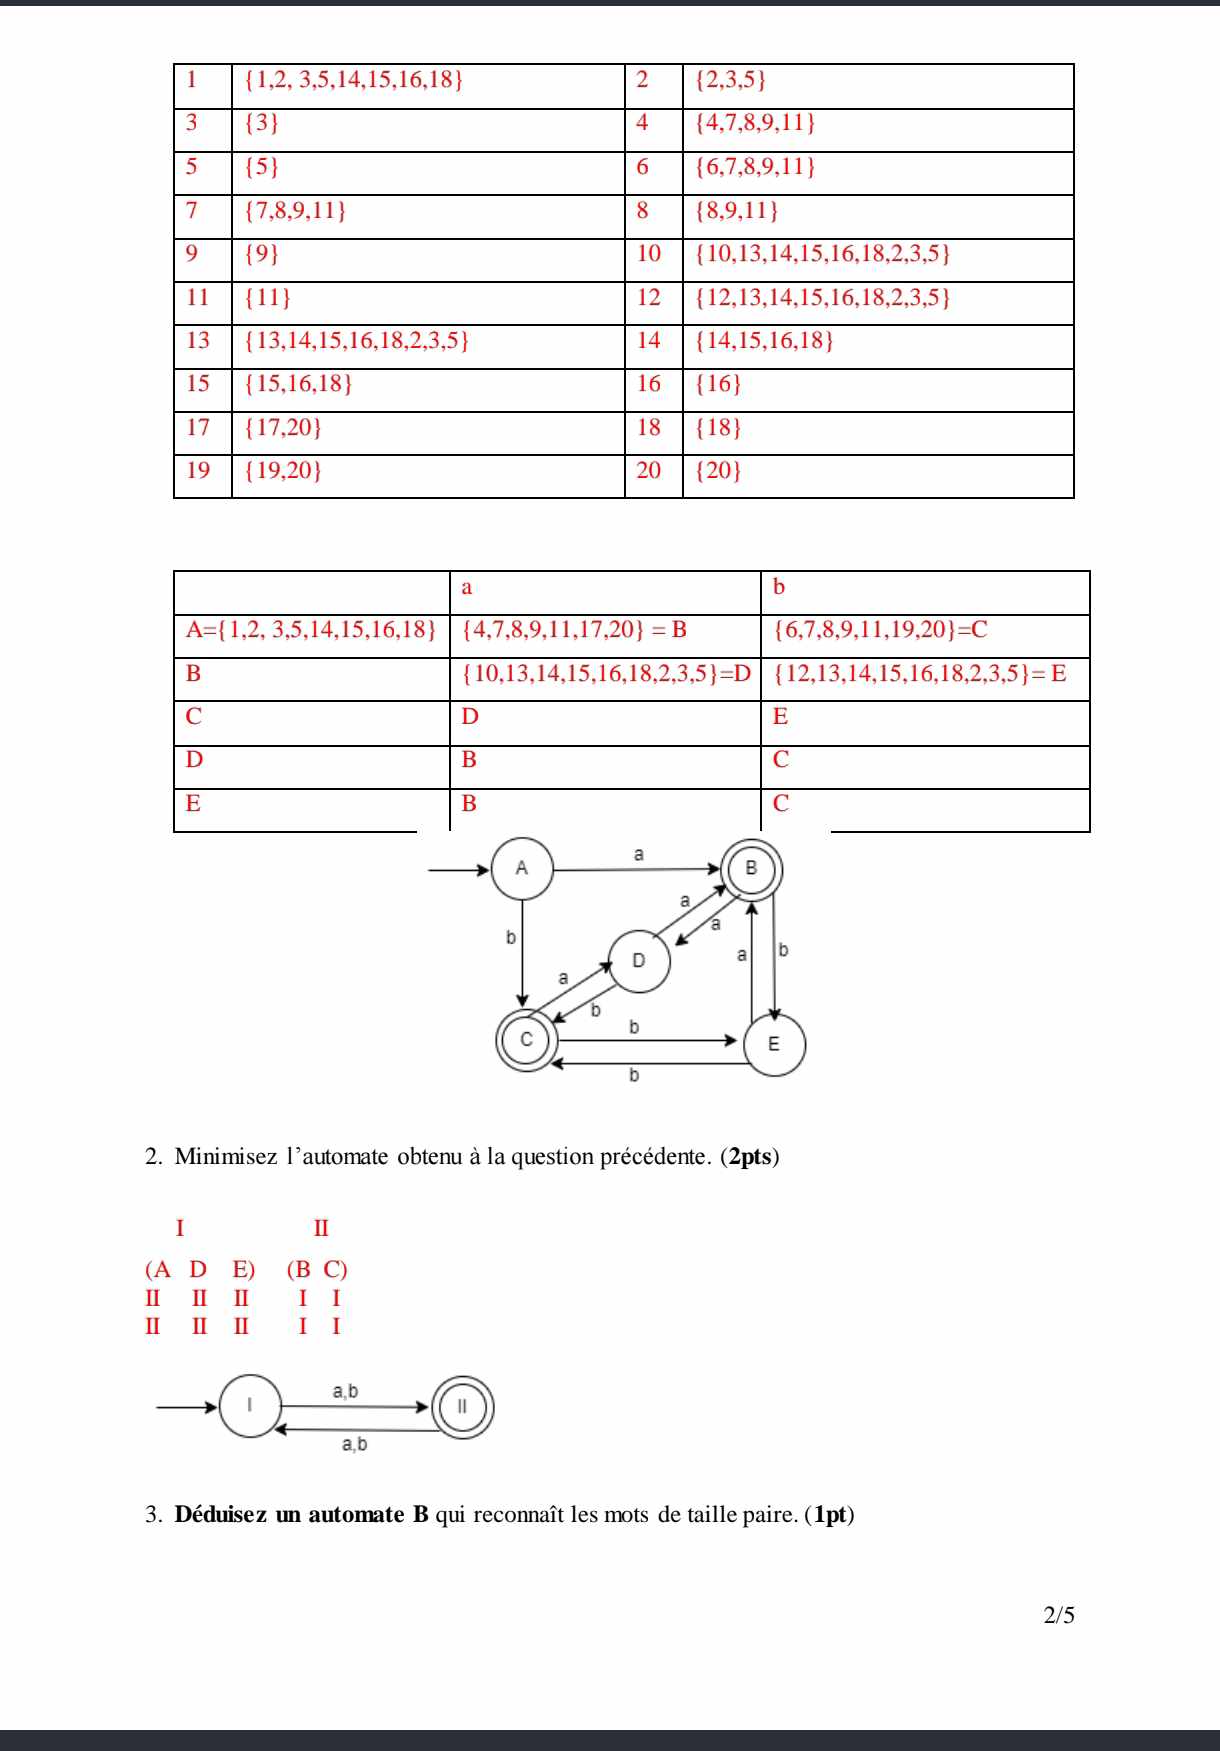 1 {1,2, 3,5,14,15,16,18} 2 {2,3,5}
3 {3} 4 {4,7,8,9,11}
5 {5} 6 {6,7,8,9,11}
7 {7,8,9,11} 8 {8,9,11}
9 {9} 10 {10,13,14,15,16,18,2,3,5}
11 {11} 12 {12,13,14,15,16,18,2,3,5}
13 {13,14,15,16,18,2,3,5} 14 {14,15,16,18}
15 {15,16,18} 16 {16}
17 {17,20} 18 {18}
19 {19,20} 20 {20}
a b
A={1,2, 3,5,14,15,16,18} {4,7,8,9,11,17,20} = B {6,7,8,9,11,19,20}=C
B {10,13,14,15,16,18,2,3,5}=D {12,13,14,15,16,18,2,3,5}= E
C D E
D B C
E B C
A a B
a
a
b D a b
a
b
C b E
b
2. Minimisez l'automate obtenu à la question précédente. (2pts)
I II
(A D E) (B C)
II II II I I
II II II I I
I a,b II
a,b
3. Déduisez un automate B qui reconnaît les mots de taille paire. (1pt)
2/5